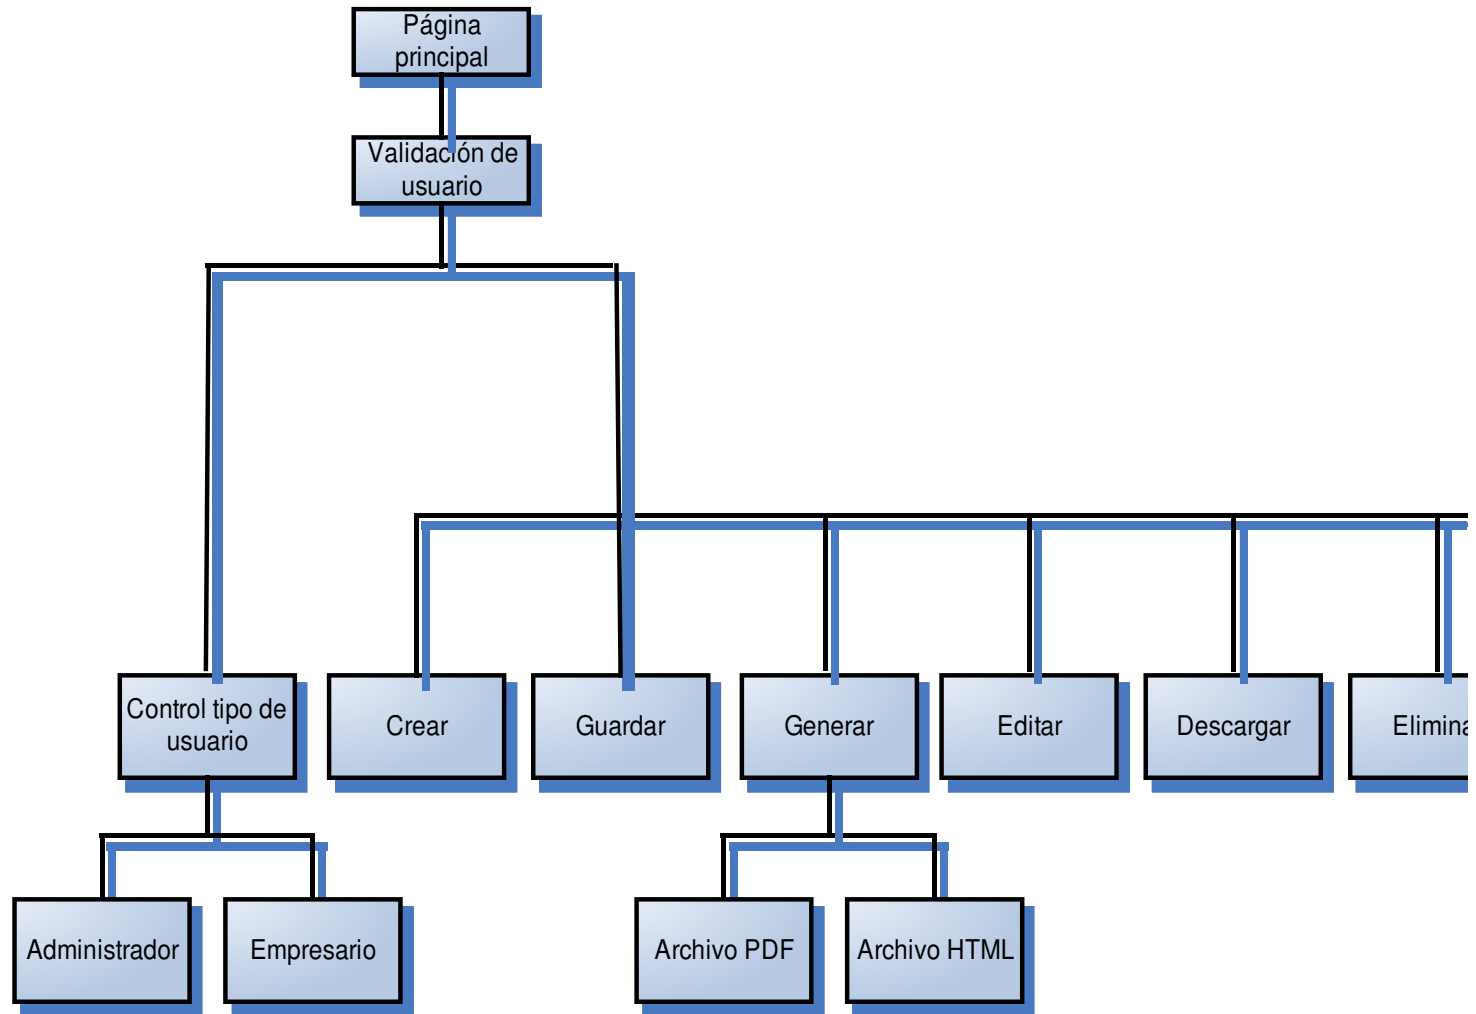 Página
principal
Validación de
usuario
Control tipo de
usuario
Crear
Guardar
Generar
Editar
Descargar
Elimina
Administrador
Empresario
Archivo PDF
Archivo HTML